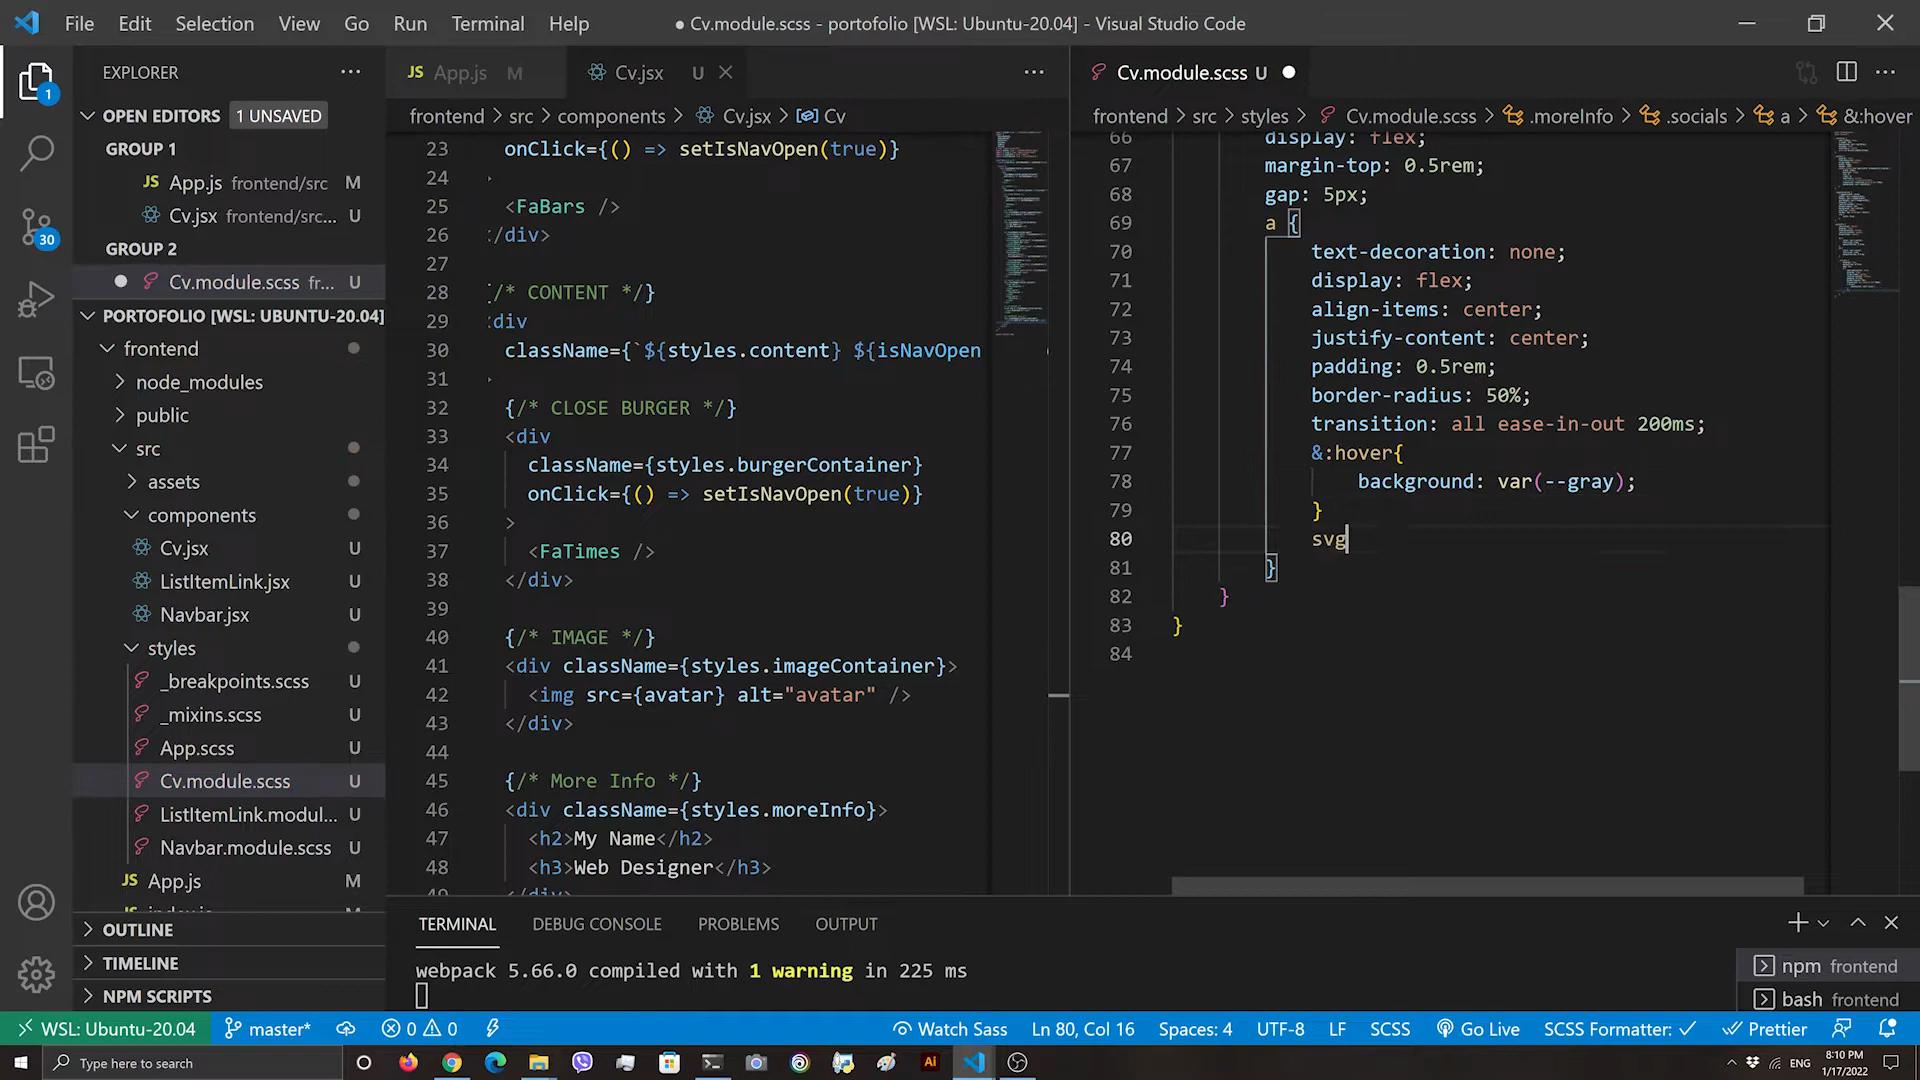 File Edit Selection View Go Run Terminal Help
● Cv.module.scss - portofolio [WSL: Ubuntu-20.04] - Visual Studio Code
EXPLORER
OPEN EDITORS 1 UNSAVED
GROUP 1
JS App.js frontend/src M
Cv.jsx frontend/src... U
GROUP 2
Cv.module.scss fr... U
PORTOFOLIO [WSL: UBUNTU-20.04]
frontend
node_modules
public
src
assets
components
Cv.jsx U
ListItemLink.jsx U
Navbar.jsx U
styles
_breakpoints.scss U
_mixins.scss U
App.scss U
Cv.module.scss U
ListItemLink.modul... U
Navbar.module.scss U
JS App.js M
OUTLINE
TIMELINE
NPM SCRIPTS
1
30
JS App.js M
Cv.jsx U
frontend > src > components > Cv.jsx > Cv
23 onClick={() => setIsNavOpen(true)}
24
25 <FaBars />
26 /div>
27
28 /* CONTENT */}
29 div
30 className={`${styles.content} ${isNavOpen
31
32 {/* CLOSE BURGER */}
33 <div
34 className={styles.burgerContainer}
35 onClick={() => setIsNavOpen(true)}
36 >
37 <FaTimes />
38 </div>
39
40 {/* IMAGE */}
41 <div className={styles.imageContainer}>
42 <img src={avatar} alt="avatar" />
43 </div>
44
45 {/* More Info */}
46 <div className={styles.moreInfo}>
47 <h2>My Name</h2>
48 <h3>Web Designer</h3>
49 </div>
Cv.module.scss U ●
frontend > src > styles > Cv.module.scss > .moreInfo > .socials > a > &:hover
66 display: flex;
67 margin-top: 0.5rem;
68 gap: 5px;
69 a {
70 text-decoration: none;
71 display: flex;
72 align-items: center;
73 justify-content: center;
74 padding: 0.5rem;
75 border-radius: 50%;
76 transition: all ease-in-out 200ms;
77 &:hover{
78 background: var(--gray);
79 }
80 svg
81 }
82 }
83 }
84
TERMINAL DEBUG CONSOLE PROBLEMS OUTPUT
webpack 5.66.0 compiled with 1 warning in 225 ms
npm frontend
bash frontend
WSL: Ubuntu-20.04 master* 0 0 Watch Sass Ln 80, Col 16 Spaces: 4 UTF-8 LF SCSS Go Live SCSS Formatter: ✓ Prettier
Type here to search
Ai
ENG
8:10 PM
1/17/2022